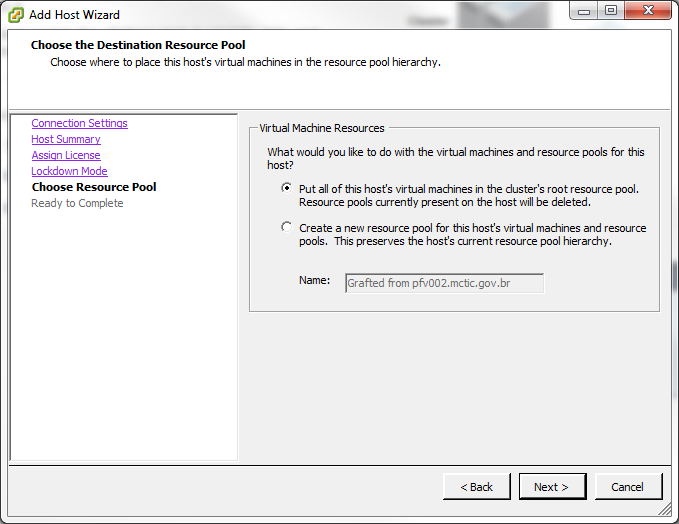 Add Host Wizard
Cluster
Choose the Destination Resource Pool
Choose where to place this host's virtual machines in the resource pool hierarchy.
Connection Settings
Host Summary
Assign License
Lockdown Mode
Choose Resource Pool
Ready to Complete
Virtual Machine Resources
What would you like to do with the virtual machines and resource pools for this
host?
Put all of this host's virtual machines in the cluster's root resource pool.
Resource pools currently present on the host will be deleted.
Create a new resource pool for this host's virtual machines and resource
pools.  This preserves the host's current resource pool hierarchy.
Name:
Grafted from pfv002.mctic.gov.br
< Back
Next >
Cancel